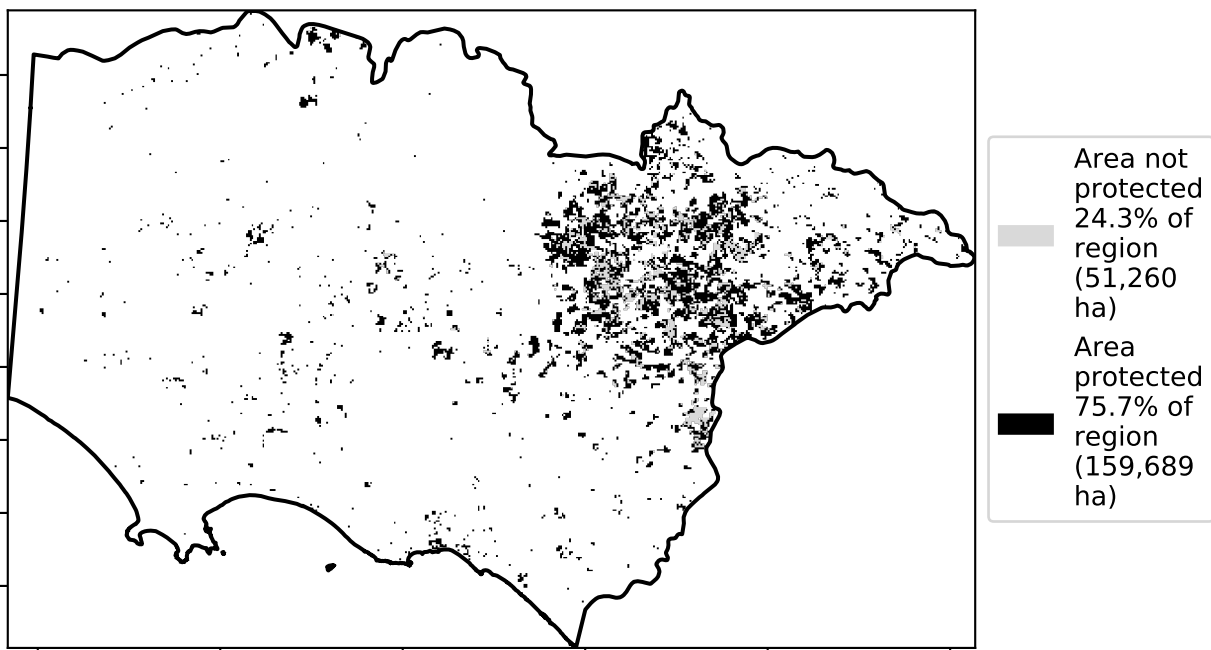 Area not
protected
24.3% of
region
(51,260
ha)
Area
protected
75.7% of
region
(159,689
ha)